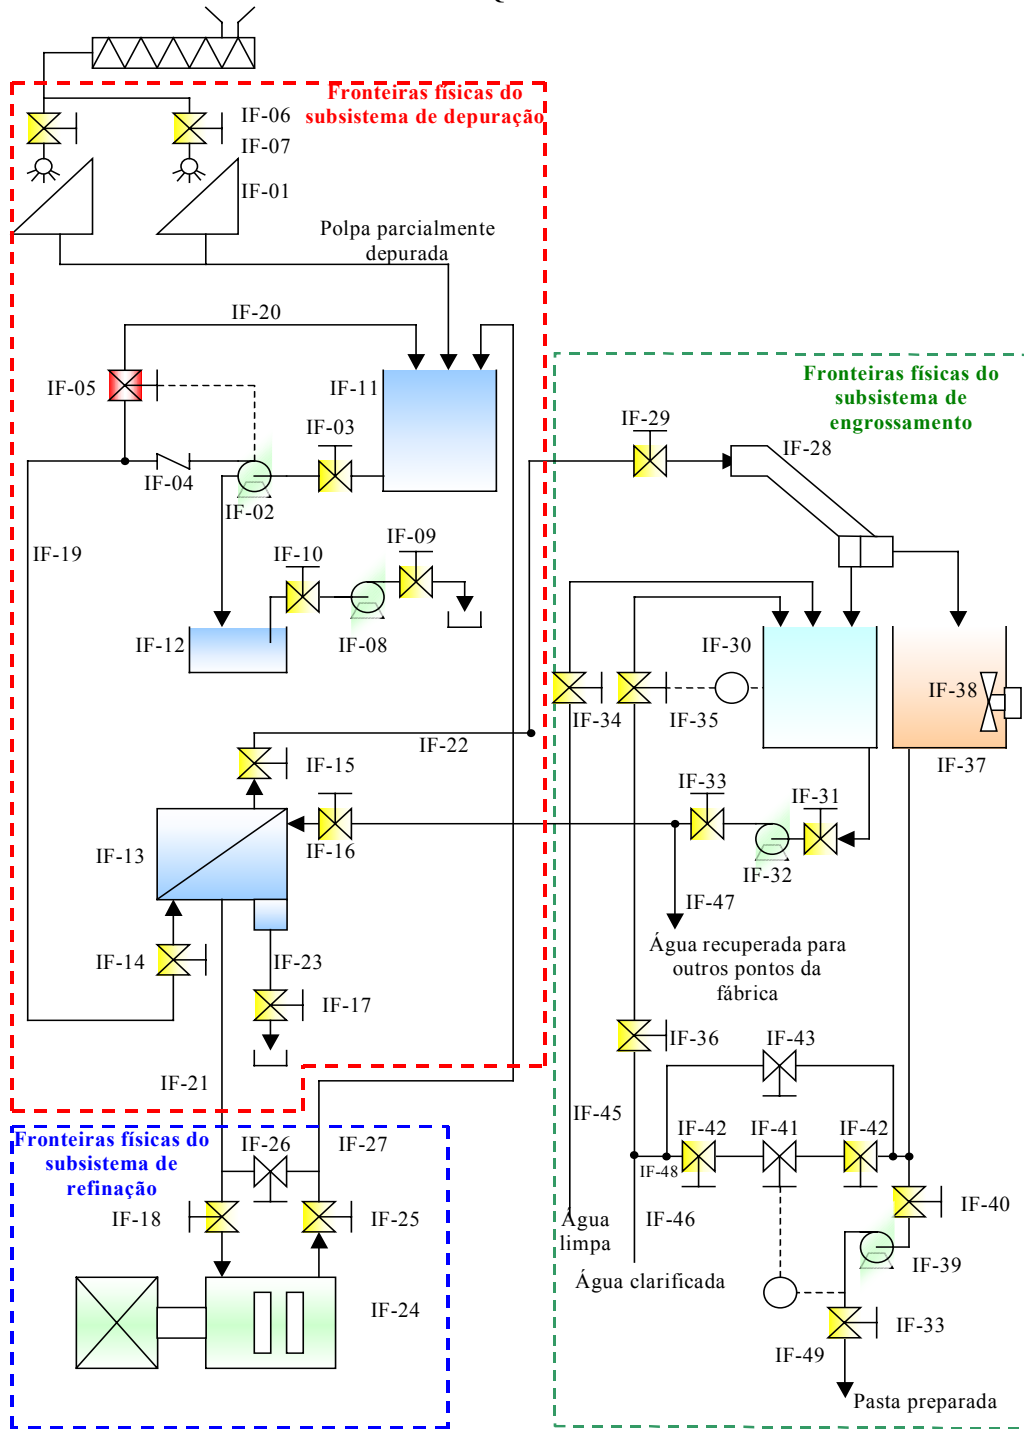 Fronteiras físicas do
subsistema de depuração
IF-06
IF-07
IF-01
Polpa parcialmente
depurada
IF-20
IF-05
IF-11
IF-03
IF-04
IF-02
IF-19
IF-10
IF-09
IF-12
IF-08
IF-22
IF-15
IF-13
IF-16
IF-14
IF-23
IF-17
IF-21
Fronteiras físicas do
subsistema de
engrossamento
IF-29
IF-28
IF-30
IF-38
IF-34
IF-35
IF-37
IF-33
IF-31
IF-32
IF-47
Água recuperada para
outros pontos da
fábrica
IF-36
IF-43
IF-45
IF-42
IF-41
IF-42
IF-48
IF-46
IF-40
Água
limpa
IF-39
Água clarificada
IF-33
IF-49
Pasta preparada
Fronteiras físicas do
subsistema de
refinação
IF-26
IF-27
IF-18
IF-25
IF-24